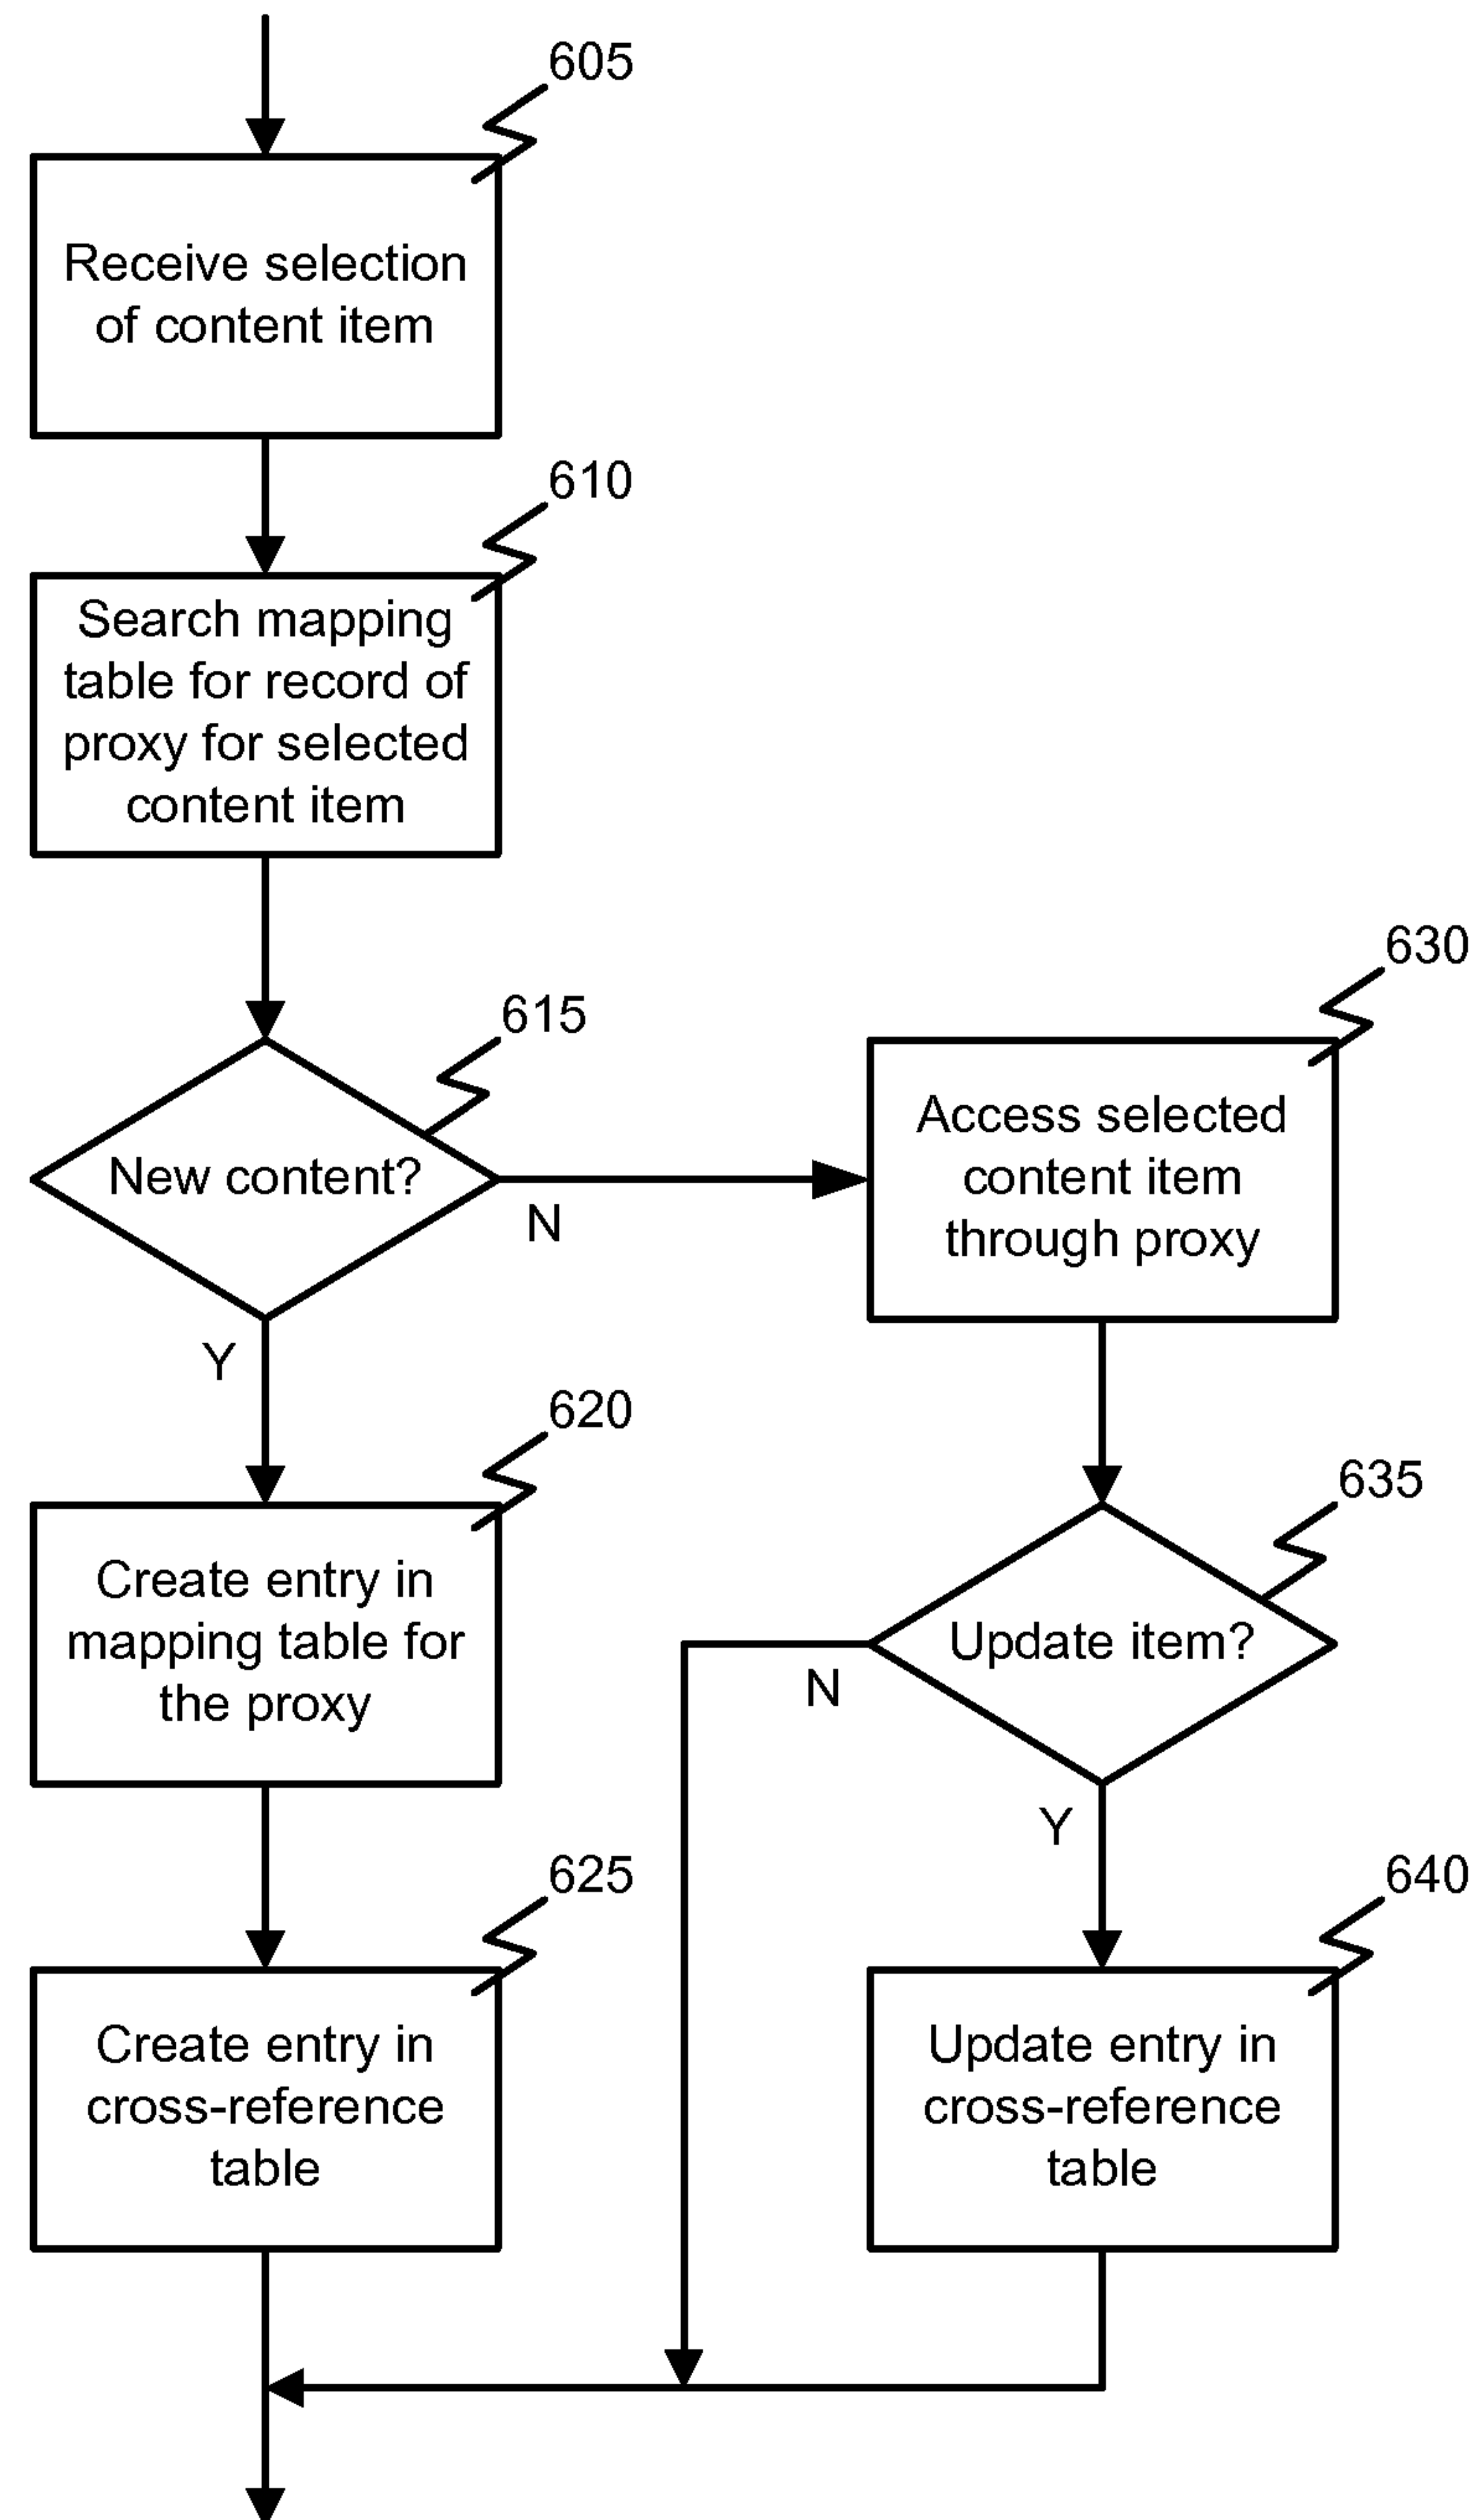 605
Receive selection
of content item
610
Search mapping
table for record of
proxy for selected
content item
615
New content?
N
Y
630
Access selected
content item
through proxy
620
Create entry in
mapping table for
the proxy
635
Update item?
N
Y
625
Create entry in
cross-reference
table
640
Update entry in
cross-reference
table